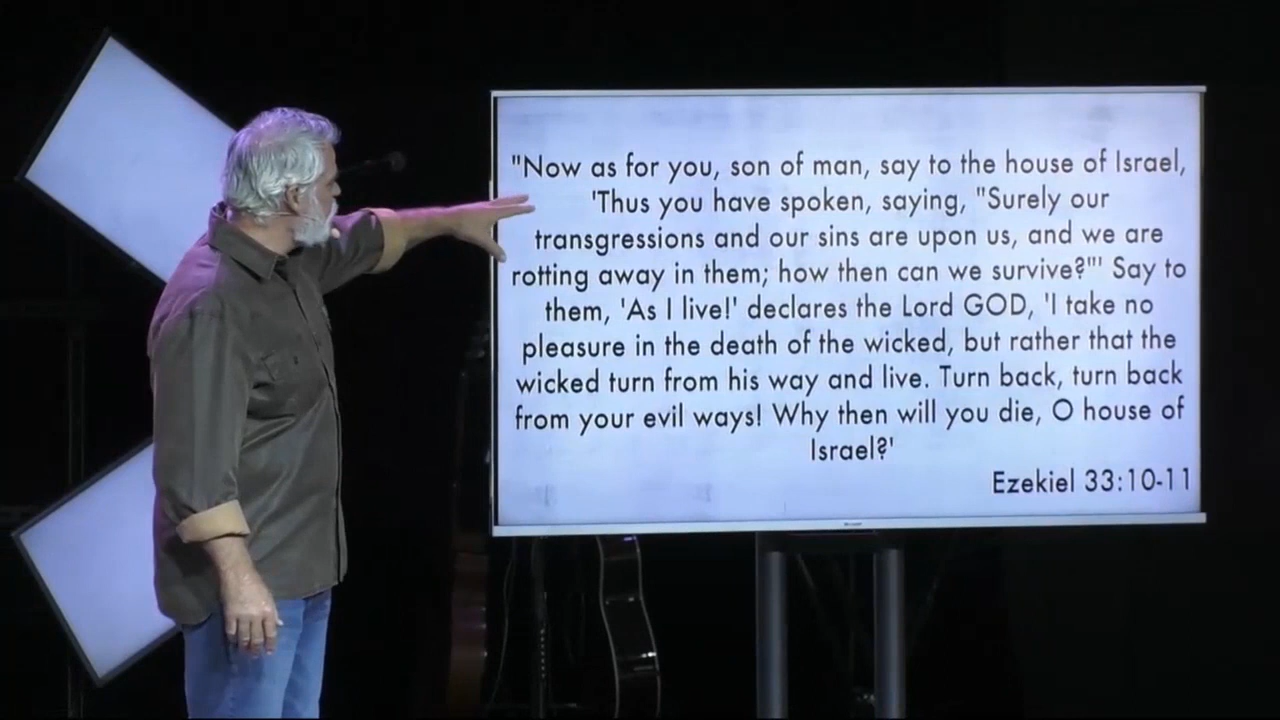 "Now as for you, son of man, say to the house of Israel,
'Thus you have spoken, saying, "Surely our
transgressions and our sins are upon us, and we are
rotting away in them; how then can we survive?"' Say to
them, 'As I live!' declares the Lord GOD, 'I take no
pleasure in the death of the wicked, but rather that the
wicked turn from his way and live. Turn back, turn back
from your evil ways! Why then will you die, O house of
Israel?'
Ezekiel 33:10-11